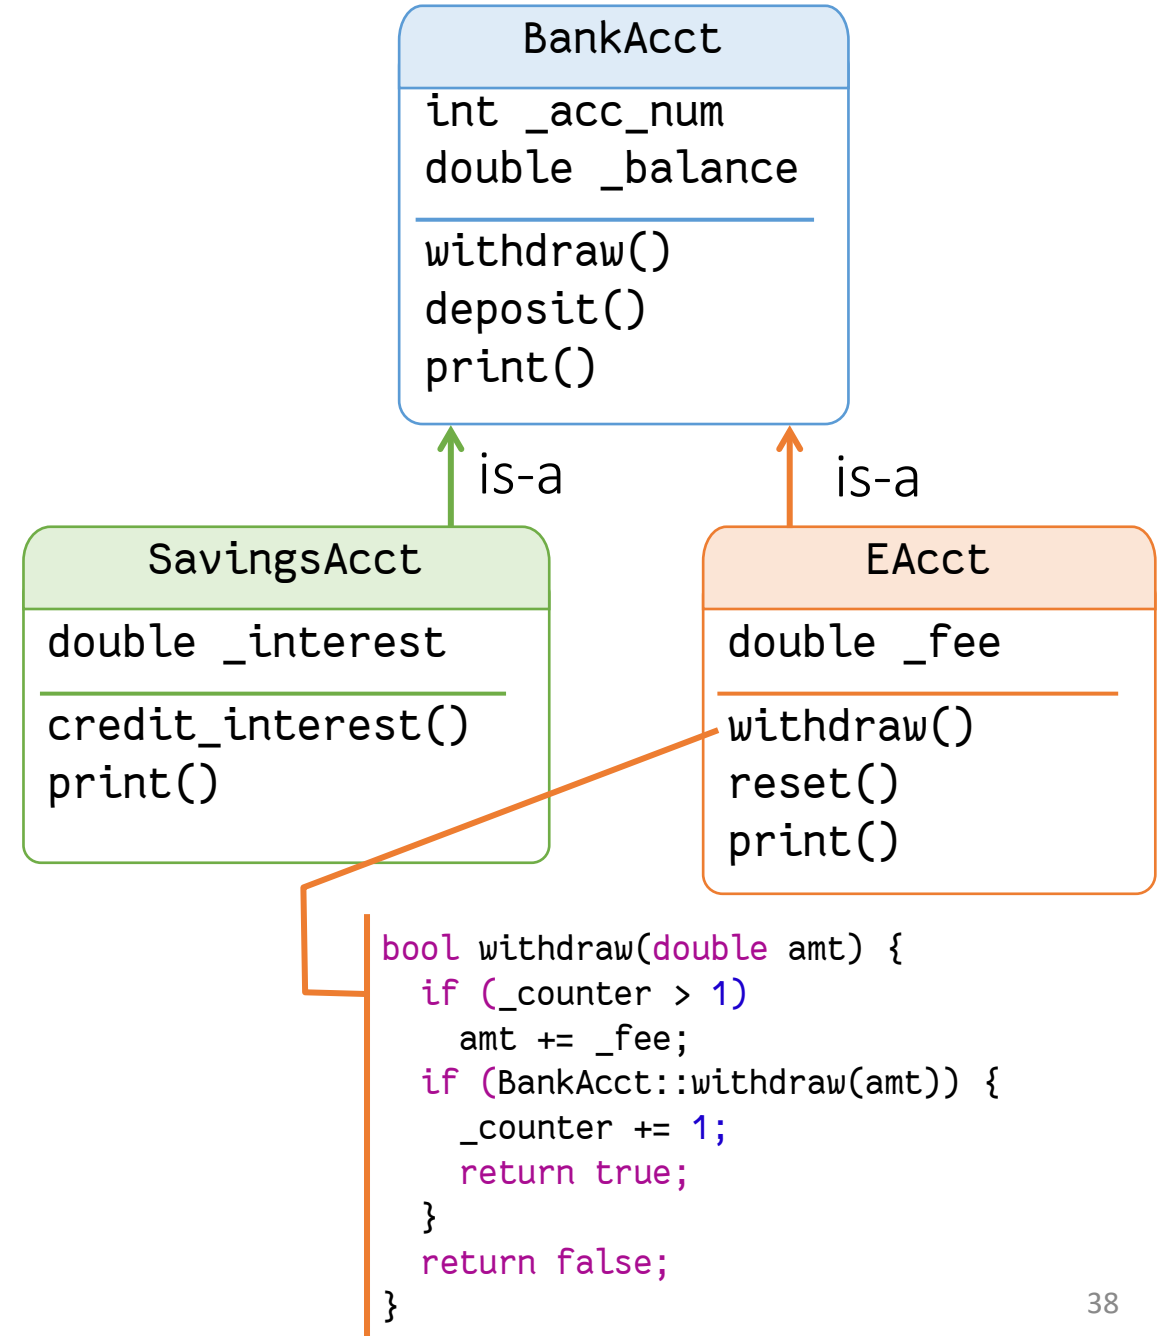 BankAcct
int _acc_num
double _balance
withdraw()
deposit()
print()
is-a
is-a
SavingsAcct
double _interest
credit_interest()
print()
EAcct
double _fee
withdraw()
reset()
print()
bool withdraw(double amt) {
  if (_counter > 1)
    amt += _fee;
  if (BankAcct::withdraw(amt)) {
    _counter += 1;
    return true;
  }
  return false;
}
38